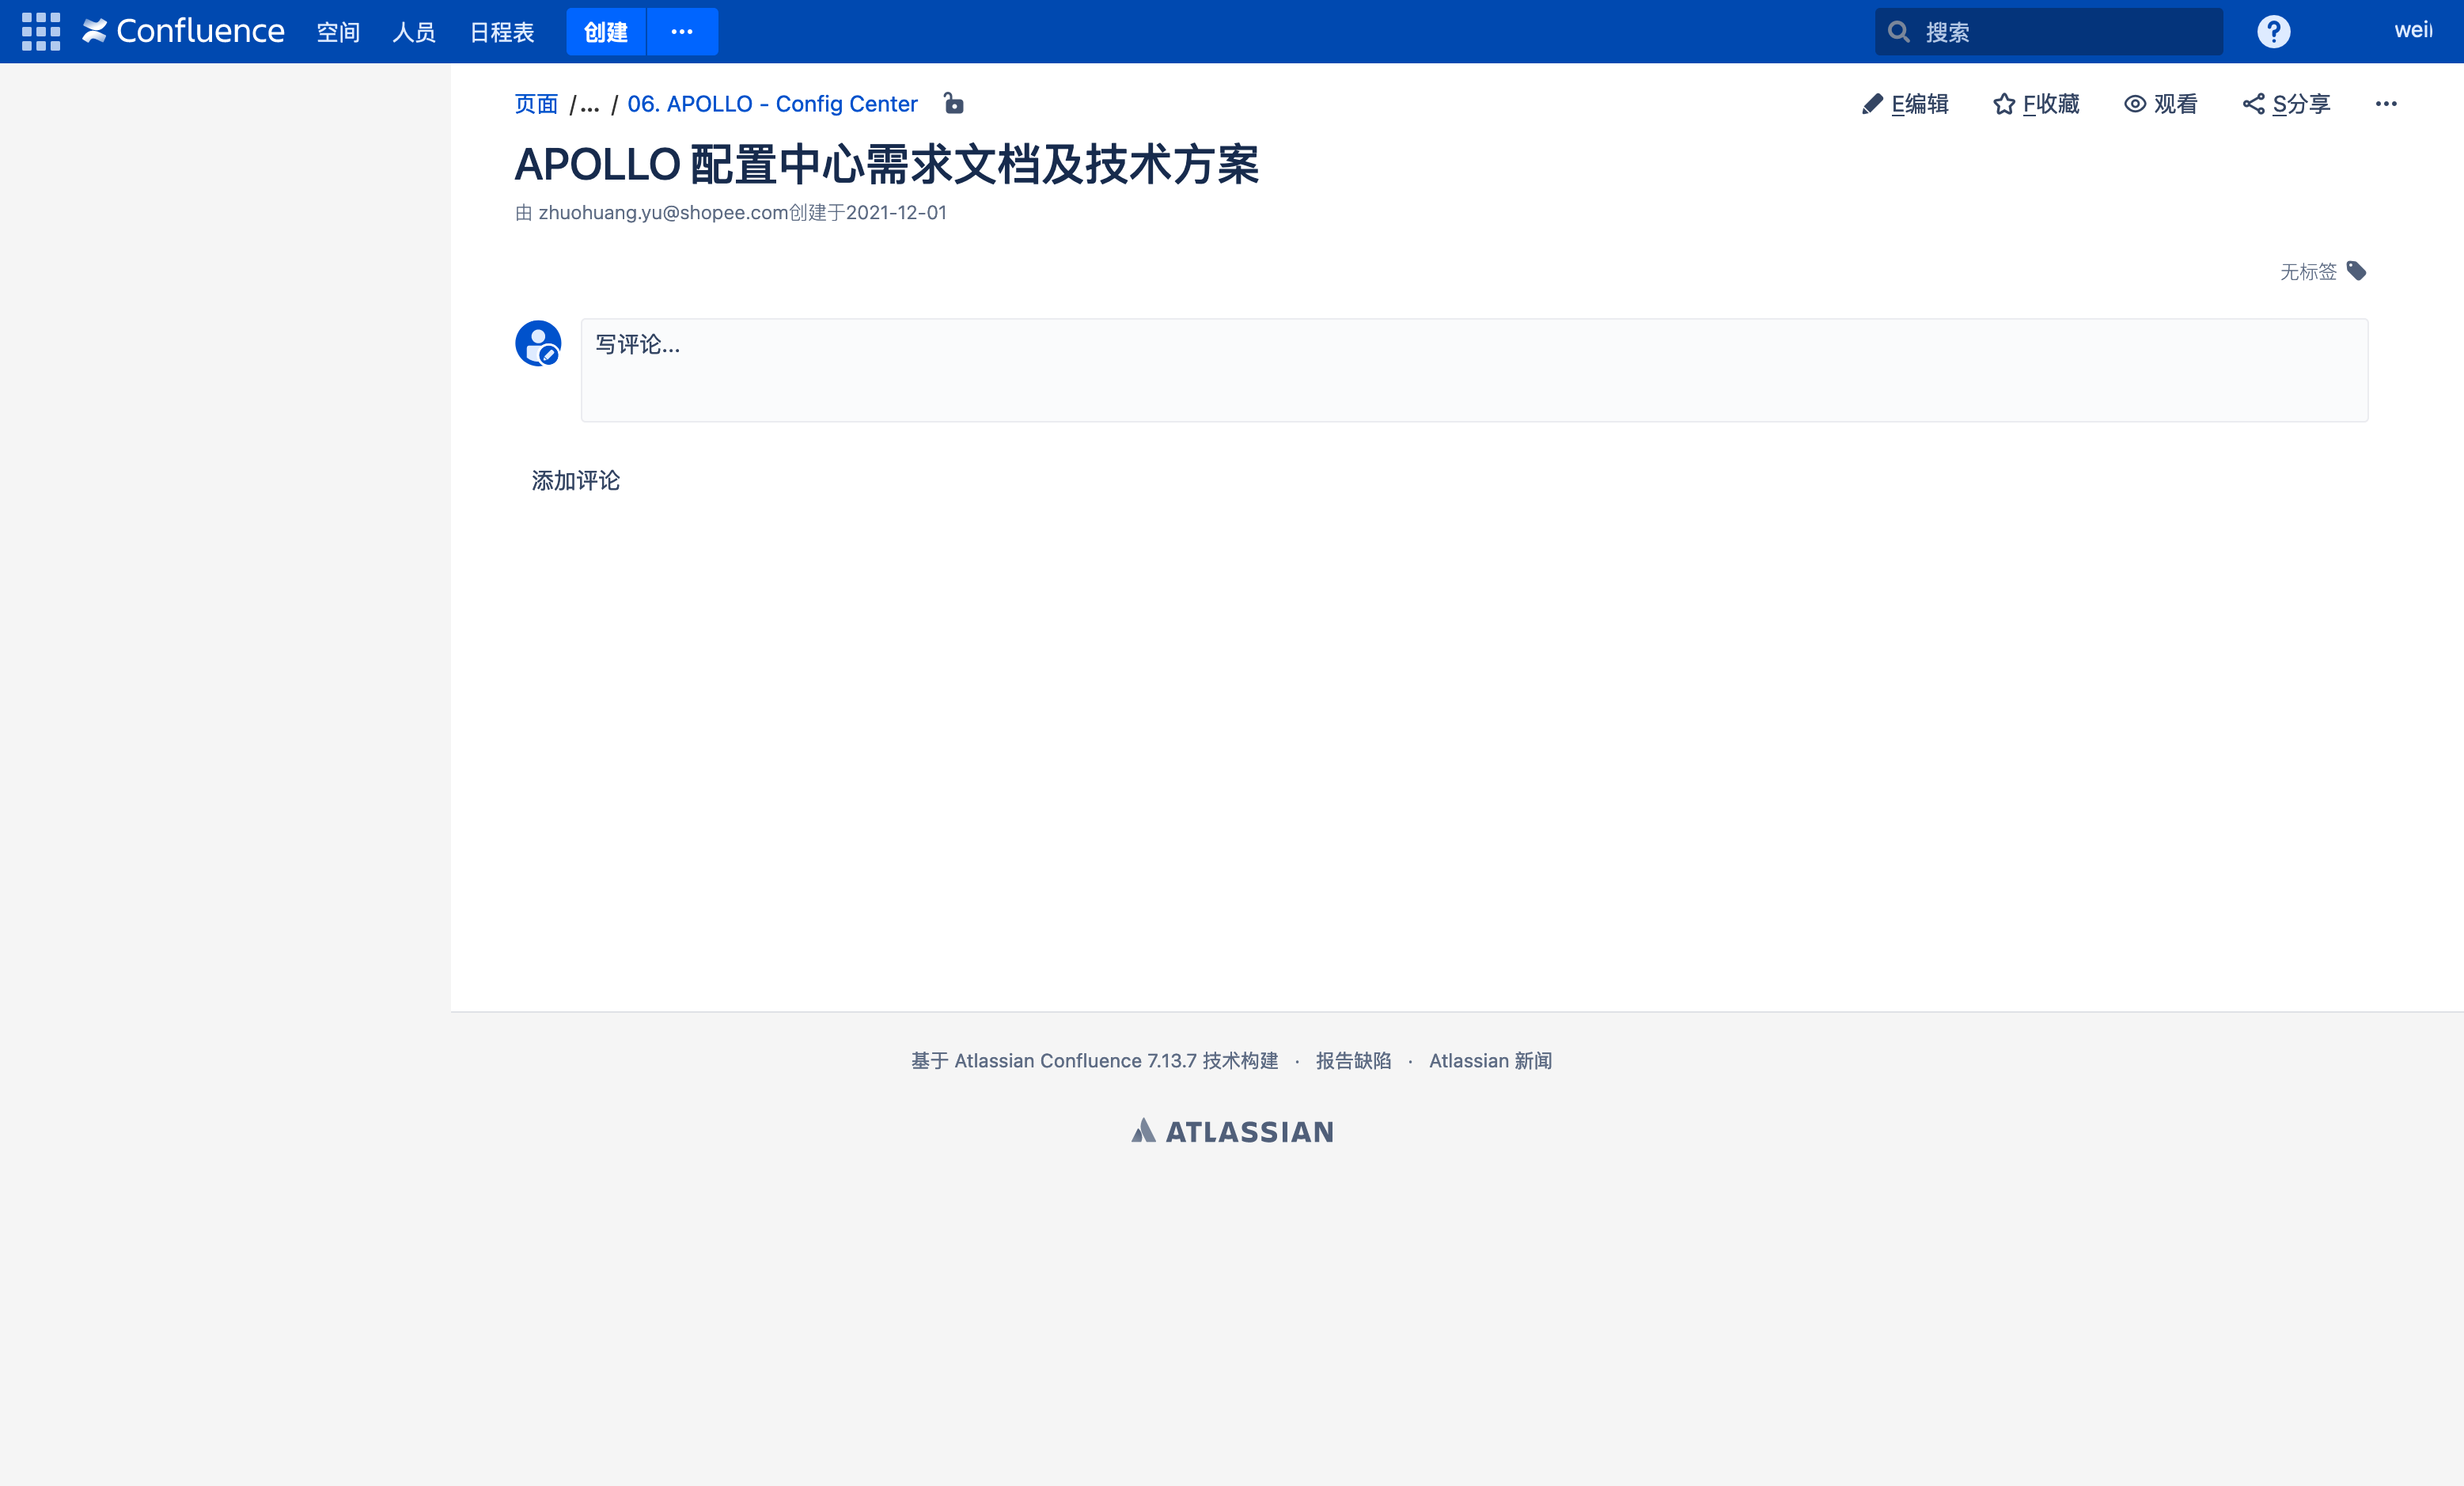 Confluence 空间 人员 日程表 创建 ··· 搜索 ?
页面 /... / 06. APOLLO - Config Center E编辑 F收藏 观看 S分享 ···
APOLLO 配置中心需求文档及技术方案
由 zhuohuang.yu@shopee.com创建于2021-12-01
无标签
写评论...
添加评论
基于 Atlassian Confluence 7.13.7 技术构建 · 报告缺陷 · Atlassian 新闻
ATLASSIAN